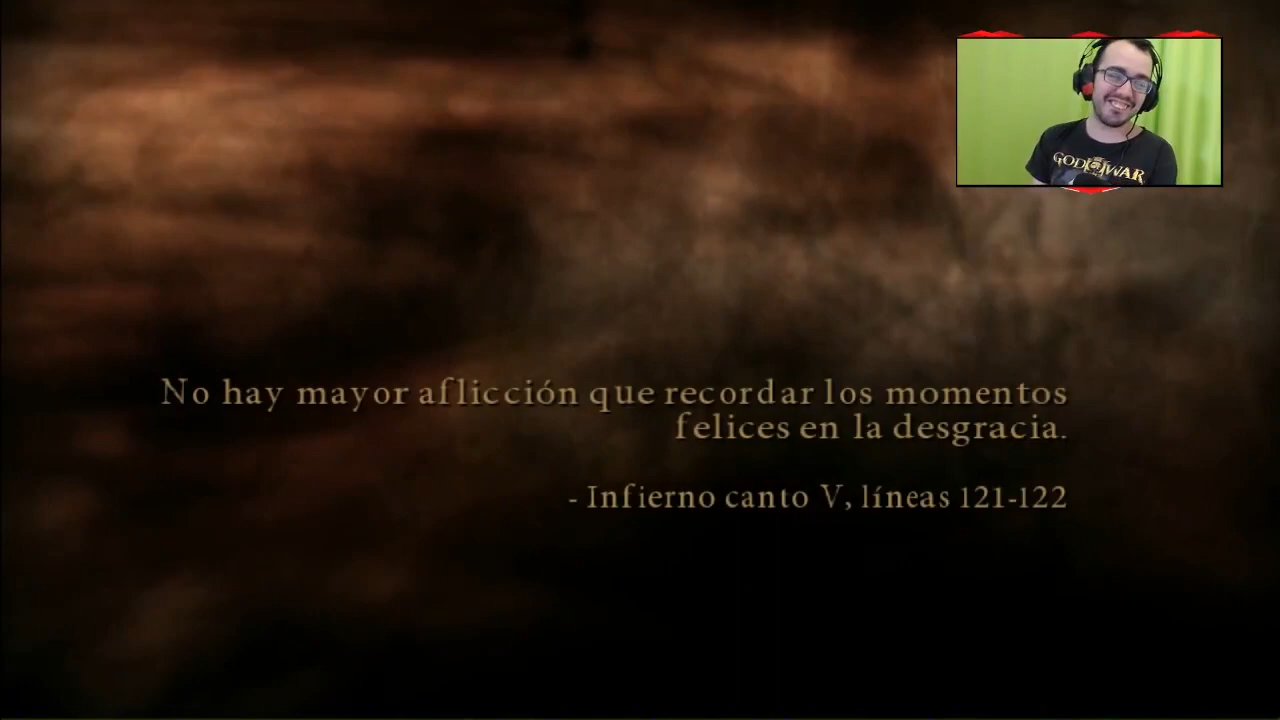 GOD OF WAR
No hay mayor aflicción que recordar los momentos
felices en la desgracia.
- Infierno canto V, líneas 121-122